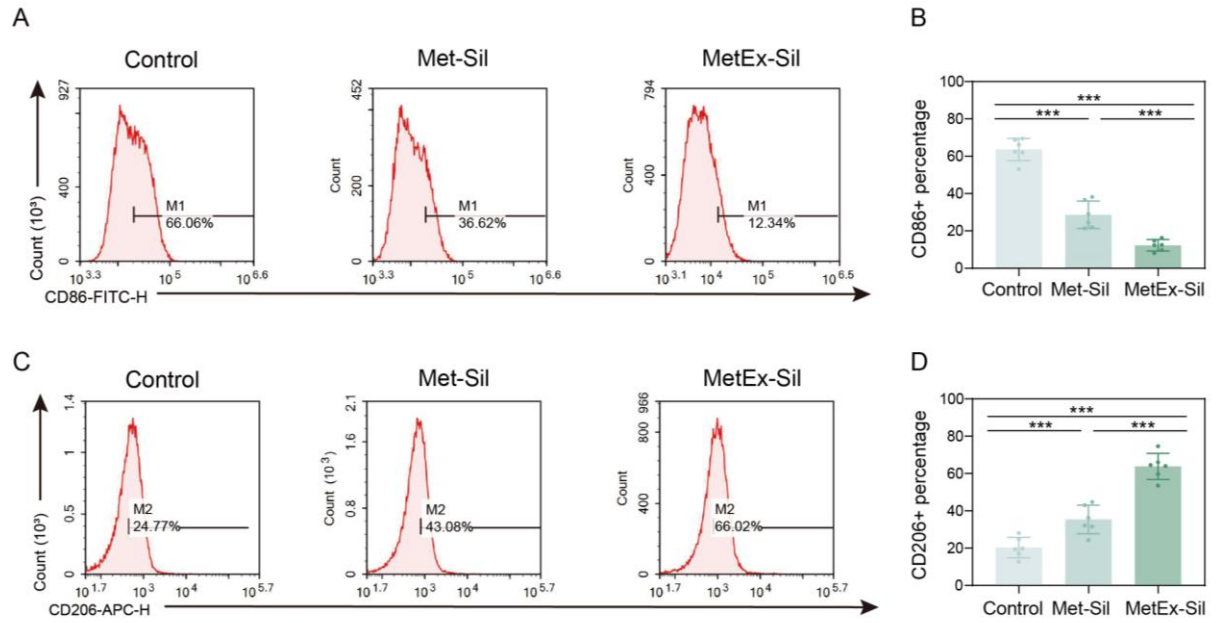 A
Control
Met-Sil
MetEx-Sil
Count (10³)
927
400
0
M1
66.06%
10^3.3
10^5
10^6.6
Count
452
200
0
M1
36.62%
10^3.3
10^5
10^6.6
Count
794
400
0
M1
12.34%
10^3.1
10^4
10^5
10^6.5
CD86-FITC-H
B
CD86+ percentage
100
80
60
40
20
0
***
*** ***
Control Met-Sil MetEx-Sil
C
Control
Met-Sil
MetEx-Sil
Count (10³)
1.4
1
0.5
0
M2
24.77%
10^1.7
10^3
10^4
10^5.7
Count (10³)
2.1
1.6
0.8
0
M2
43.08%
10^1.7
10^3
10^4
10^5.7
Count
966
800
400
0
M2
66.02%
10^1.7
10^3
10^4
10^5.7
CD206-APC-H
D
CD206+ percentage
100
80
60
40
20
0
***
*** ***
Control Met-Sil MetEx-Sil